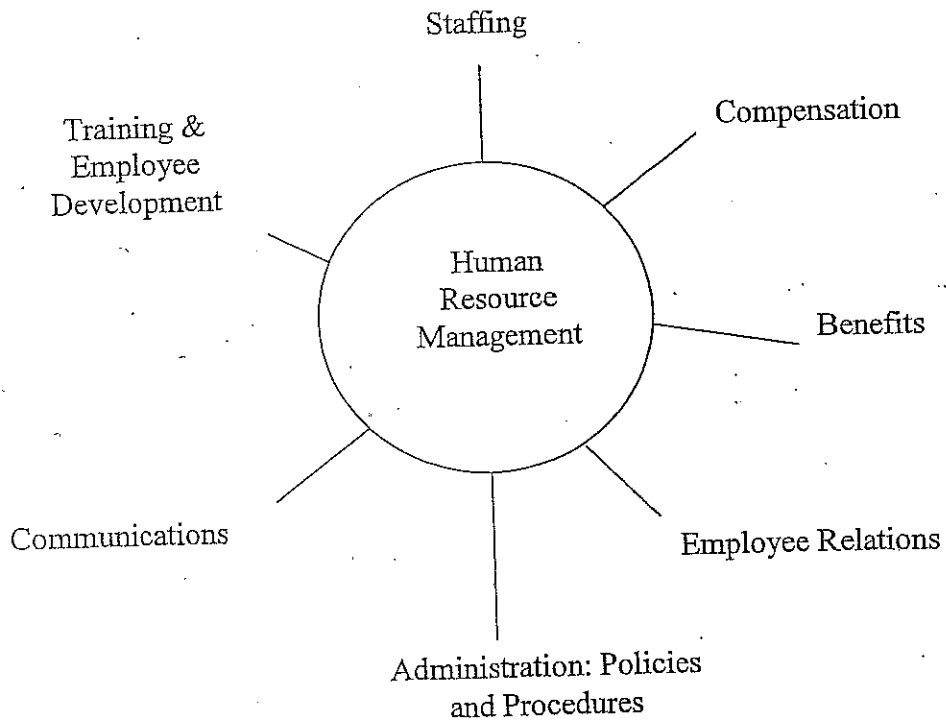 Staffing
Compensation
Training &
Employee
Development
Human
Resource
Management
Benefits
Communications
Employee Relations
Administration: Policies
and Procedures